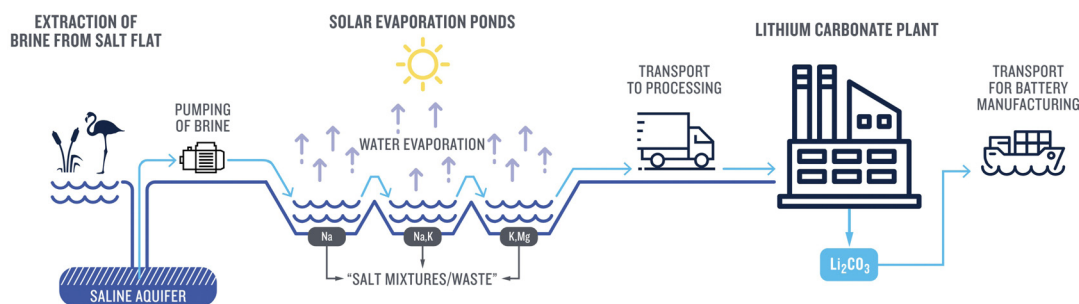 EXTRACTION OF
BRINE FROM SALT FLAT
SOLAR EVAPORATION PONDS
LITHIUM CARBONATE PLANT
PUMPING
OF BRINE
WATER EVAPORATION
TRANSPORT
TO PROCESSING
TRANSPORT
FOR BATTERY
MANUFACTURING
Na
Na,K
K,Mg
"SALT MIXTURES/WASTE"
Li₂CO₃
SALINE AQUIFER